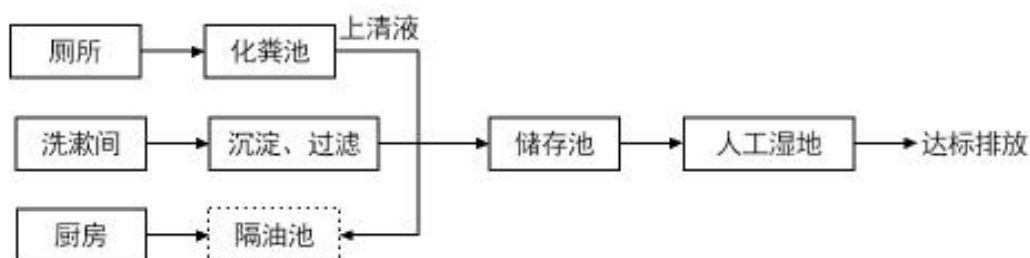 厕所 化粪池 上清液
洗漱间 沉淀、过滤 储存池 人工湿地 达标排放
厨房 隔油池